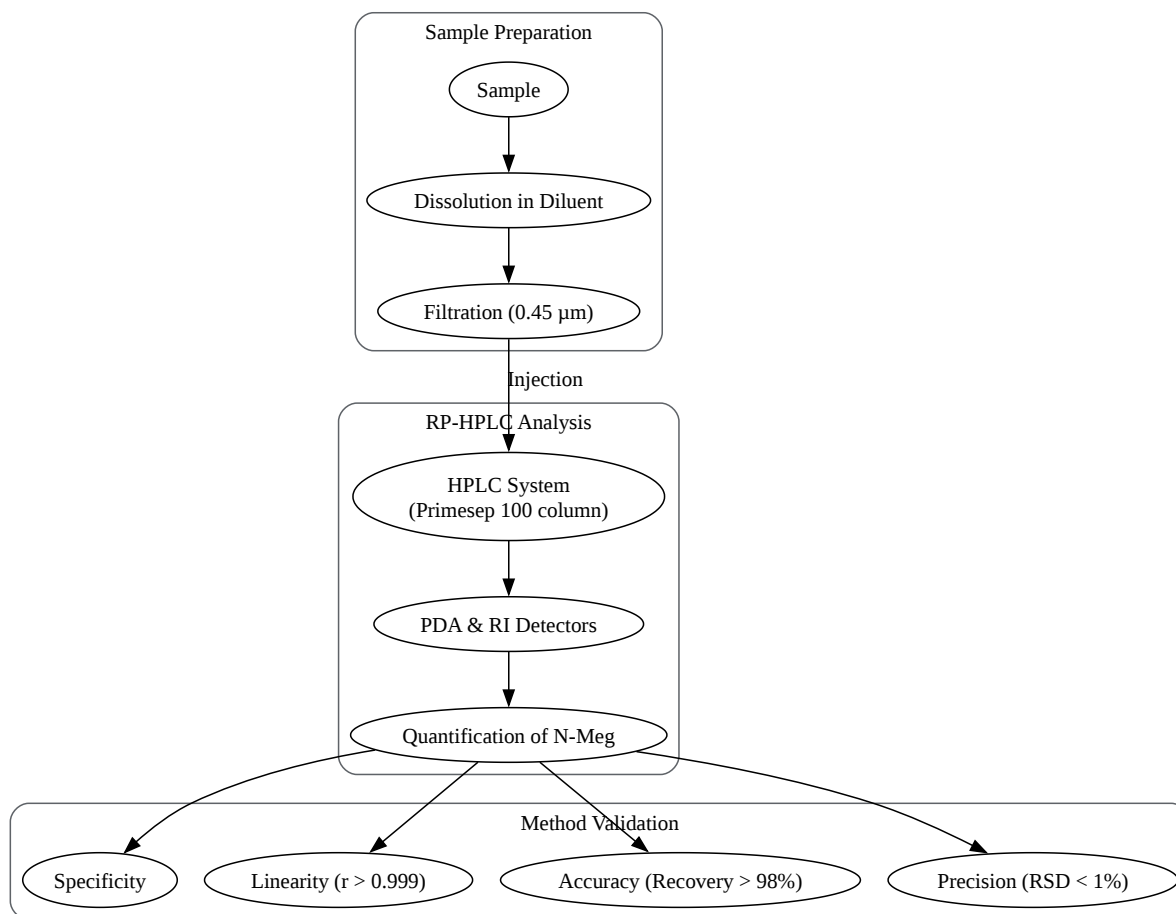 Sample Preparation
Sample
Dissolution in Diluent
Filtration (0.45 µm)
Injection
RP-HPLC Analysis
HPLC System
(Primesep 100 column)
PDA & RI Detectors
Quantification of N-Meg
Method Validation
Specificity
Linearity (r > 0.999)
Accuracy (Recovery > 98%)
Precision (RSD < 1%)